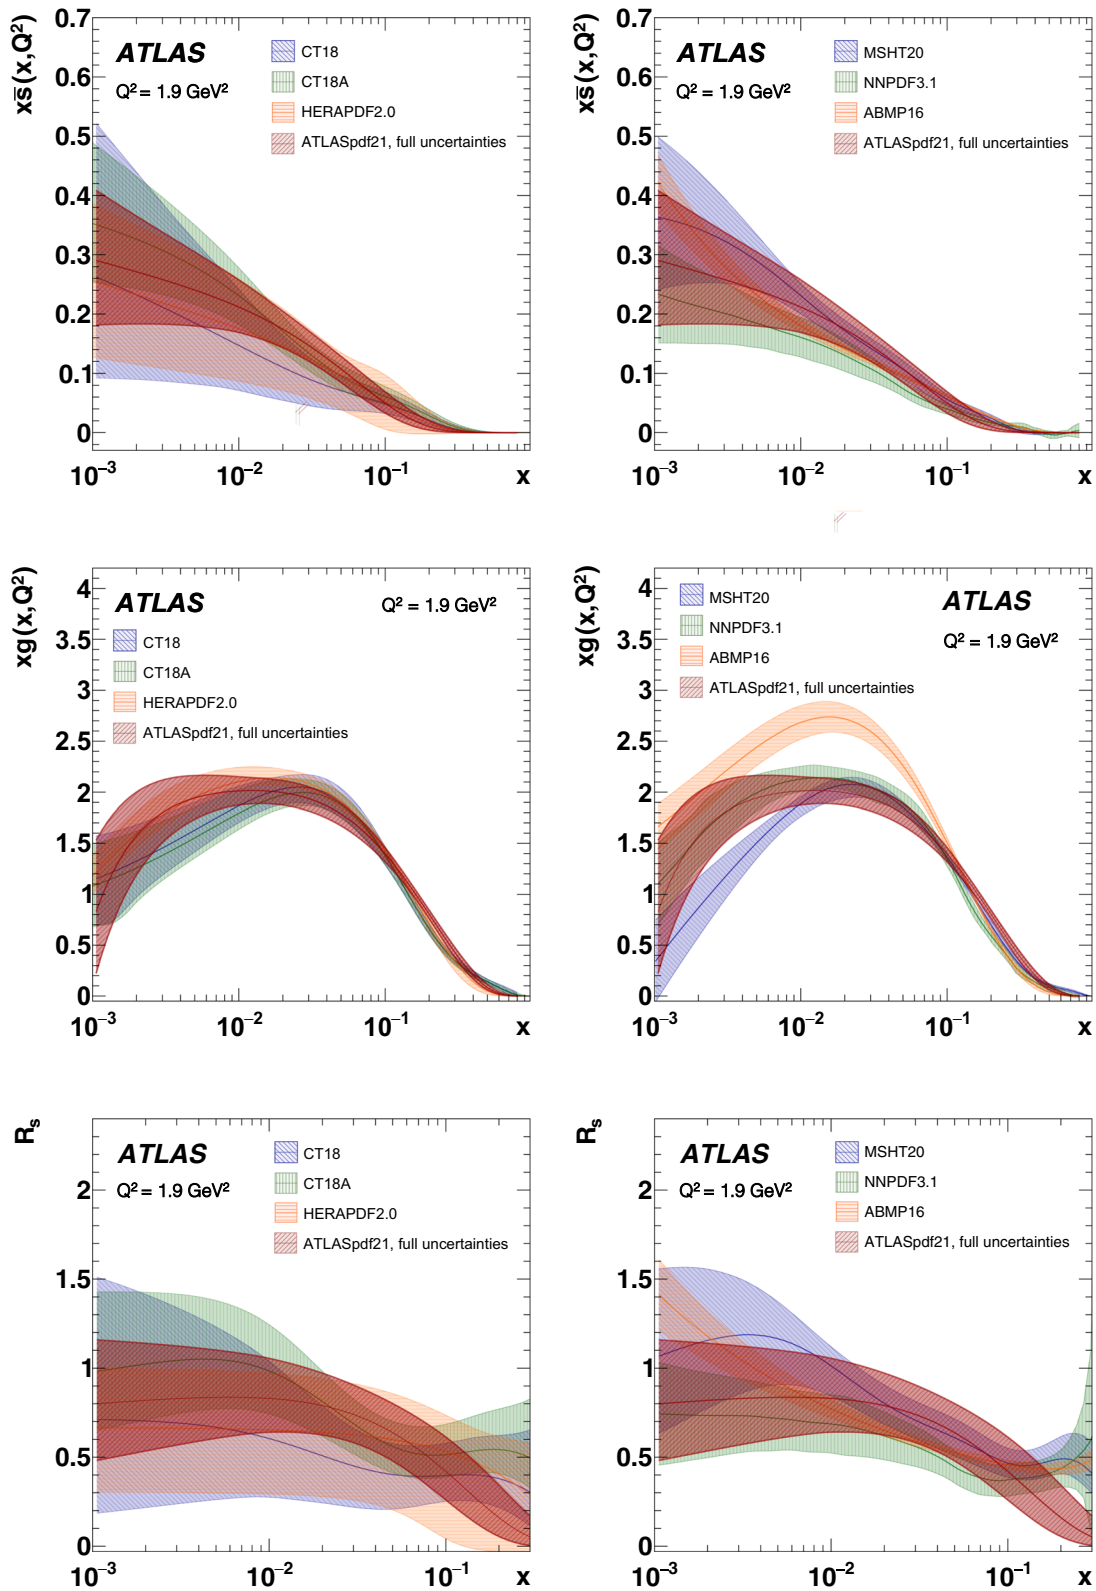 0.7
0.6
0.5
0.4
0.3
0.2
0.1
0
xs̄(x,Q²)
ATLAS
Q² = 1.9 GeV²
CT18
CT18A
HERAPDF2.0
ATLASpdf21, full uncertainties
10⁻³ 10⁻² 10⁻¹ x
0.7
0.6
0.5
0.4
0.3
0.2
0.1
0
xs̄(x,Q²)
ATLAS
Q² = 1.9 GeV²
MSHT20
NNPDF3.1
ABMP16
ATLASpdf21, full uncertainties
10⁻³ 10⁻² 10⁻¹ x
4
3.5
3
2.5
2
1.5
1
0.5
0
xg(x,Q²)
ATLAS
Q² = 1.9 GeV²
CT18
CT18A
HERAPDF2.0
ATLASpdf21, full uncertainties
10⁻³ 10⁻² 10⁻¹ x
4
3.5
3
2.5
2
1.5
1
0.5
0
xg(x,Q²)
MSHT20
NNPDF3.1
ABMP16
ATLASpdf21, full uncertainties
ATLAS
Q² = 1.9 GeV²
10⁻³ 10⁻² 10⁻¹ x
2
1.5
1
0.5
0
Rₛ
ATLAS
Q² = 1.9 GeV²
CT18
CT18A
HERAPDF2.0
ATLASpdf21, full uncertainties
10⁻³ 10⁻² 10⁻¹ x
2
1.5
1
0.5
0
Rₛ
ATLAS
Q² = 1.9 GeV²
MSHT20
NNPDF3.1
ABMP16
ATLASpdf21, full uncertainties
10⁻³ 10⁻² 10⁻¹ x